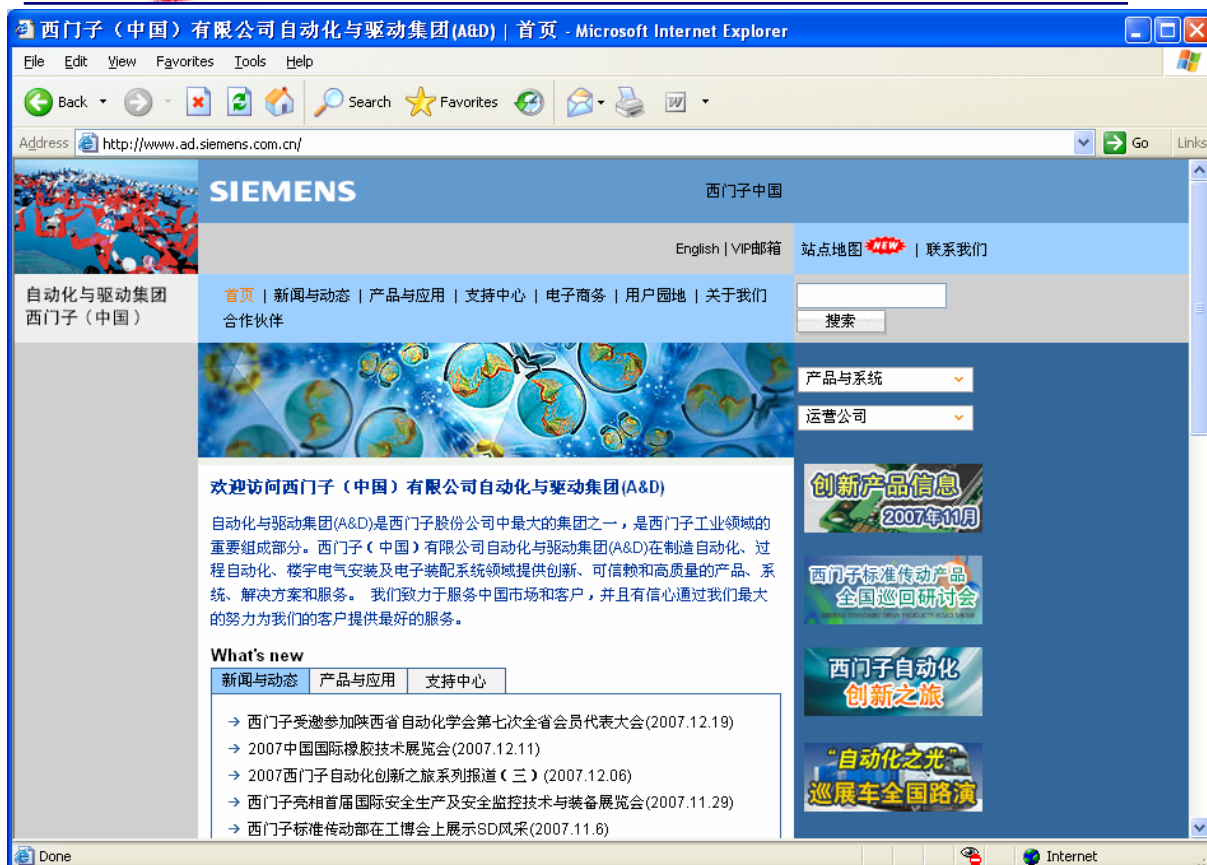 西门子（中国）有限公司自动化与驱动集团(A&D) | 首页 - Microsoft Internet Explorer
File Edit View Favorites Tools Help
Back Search Favorites
Address http://www.ad.siemens.com.cn/ Go Links
SIEMENS 西门子中国
English | VIP邮箱 站点地图 NEW | 联系我们
自动化与驱动集团
西门子（中国）
首页 | 新闻与动态 | 产品与应用 | 支持中心 | 电子商务 | 用户园地 | 关于我们
合作伙伴
搜索
产品与系统
运营公司
欢迎访问西门子（中国）有限公司自动化与驱动集团(A&D)
自动化与驱动集团(A&D)是西门子股份公司中最大的集团之一，是西门子工业领域的
重要组成部分。西门子（中国）有限公司自动化与驱动集团(A&D)在制造自动化、过
程自动化、楼宇电气安装及电子装配系统领域提供创新、可信赖和高质量的产品、系
统、解决方案和服务。 我们致力于服务中国市场和客户，并且有信心通过我们最大
的努力为我们的客户提供最好的服务。
What's new
新闻与动态 产品与应用 支持中心
→ 西门子受邀参加陕西省自动化学会第七次全省会员代表大会(2007.12.19)
→ 2007中国国际橡胶技术展览会(2007.12.11)
→ 2007西门子自动化创新之旅系列报道（三）(2007.12.06)
→ 西门子亮相首届国际安全生产及安全监控技术与装备展览会(2007.11.29)
→ 西门子标准传动部在工博会上展示SD风采(2007.11.6)
创新产品信息
2007年11月
西门子标准传动产品
全国巡回研讨会
SIEMENS STANDARD DRIVE PRODUCTS ROAD SHOW
西门子自动化
创新之旅
“自动化之光”
巡展车全国路演
Done Internet